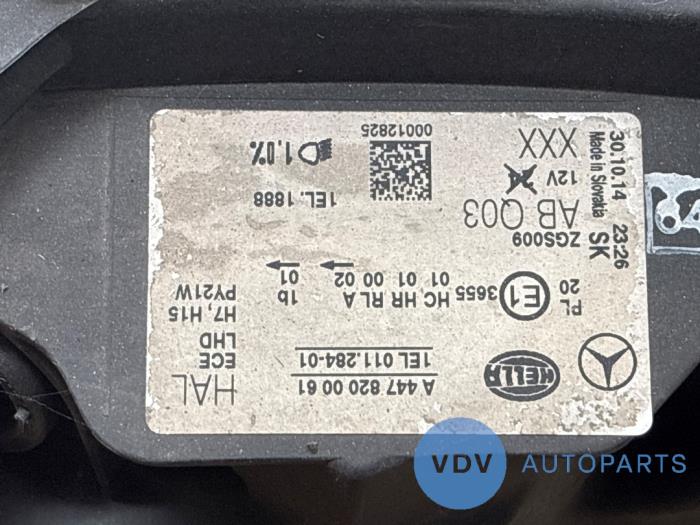 A 447 820 00 61
1EL 011.284-01
HAL
ECE
LHD
H7, H15
PY21W
HELLA
E1
PL
20
3655
HC, HR RL A
01 01 00 02
1b
01
ZGS009
AB Q03
12V
XXX
1EL. 1888
1.0%
00012825
30.10.14 23:26
Made in Slovakia SK
VDV AUTOPARTS